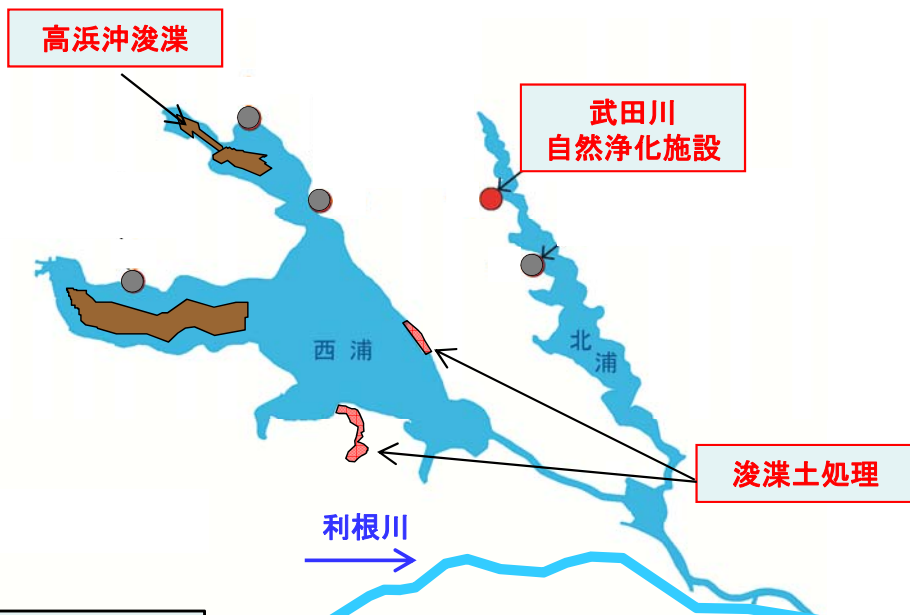 高浜沖浚渫
武田川
自然浄化施設
西浦
北浦
浚渫土処理
利根川